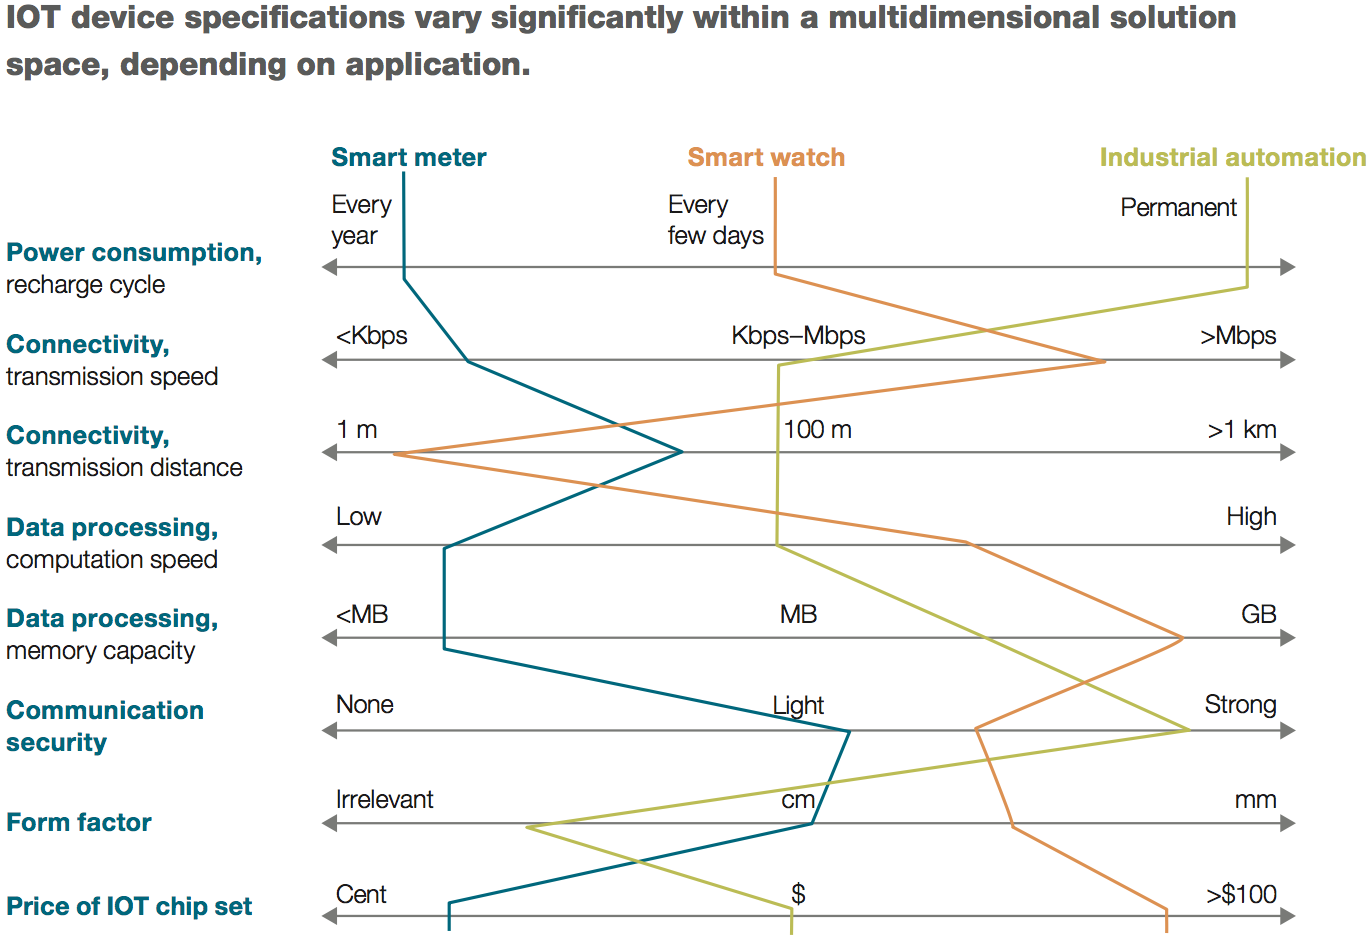 IOT device specifications vary significantly within a multidimensional solution
space, depending on application.
Smart meter
Smart watch
Industrial automation
Every
year
Every
few days
Permanent
Power consumption,
recharge cycle
Connectivity,
transmission speed
<Kbps
Kbps–Mbps
>Mbps
Connectivity,
transmission distance
1 m
100 m
>1 km
Data processing,
computation speed
Low
High
Data processing,
memory capacity
<MB
MB
GB
Communication
security
None
Light
Strong
Form factor
Irrelevant
cm
mm
Price of IOT chip set
Cent
$
>$100